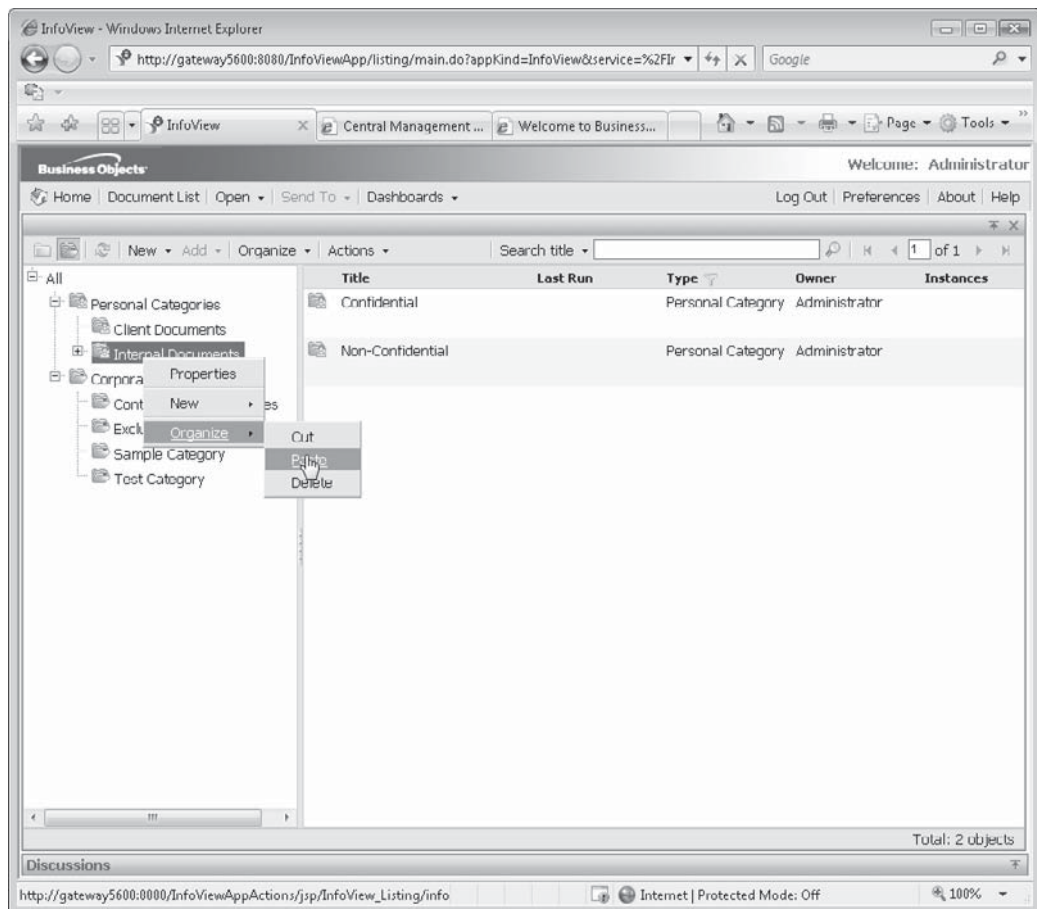 InfoView - Windows Internet Explorer
http://gateway5600:8080/InfoViewApp/listing/main.do?appKind=InfoView&service=%2FIr
Google
InfoView
Central Management ...
Welcome to Business...
Page
Tools
Business Objects
Welcome: Administrator
Home | Document List | Open | Send To | Dashboards
Log Out | Preferences | About | Help
New Add Organize Actions
Search title
1 of 1
All
Title Last Run Type Owner Instances
Personal Categories
Confidential Personal Category Administrator
Client Documents
Internal Documents
Non-Confidential Personal Category Administrator
Properties
Corpora
Cont New es
Excl Organize
Cut
Sample Category
Paste
Test Category
Delete
Total: 2 objects
Discussions
http://gateway5600:8080/InfoViewAppActions/jsp/InfoView_Listing/info
Internet | Protected Mode: Off
100%